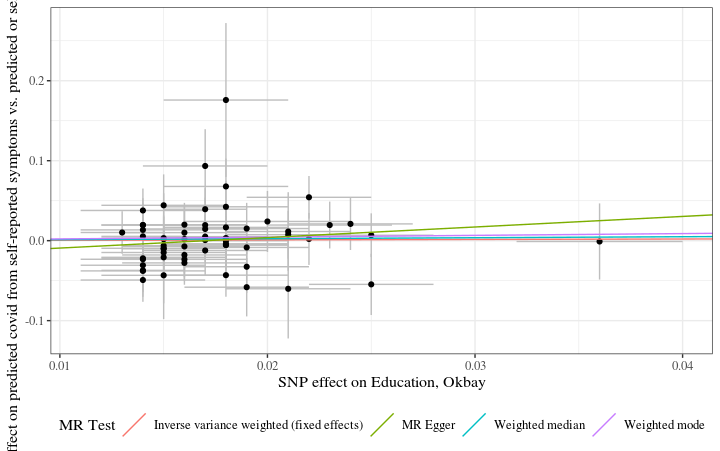 ffect on predicted covid from self-reported symptoms vs. predicted or se
0.2
0.1
0.0
-0.1
0.01
0.02
0.03
0.04
SNP effect on Education, Okbay
MR Test
Inverse variance weighted (fixed effects)
MR Egger
Weighted median
Weighted mode